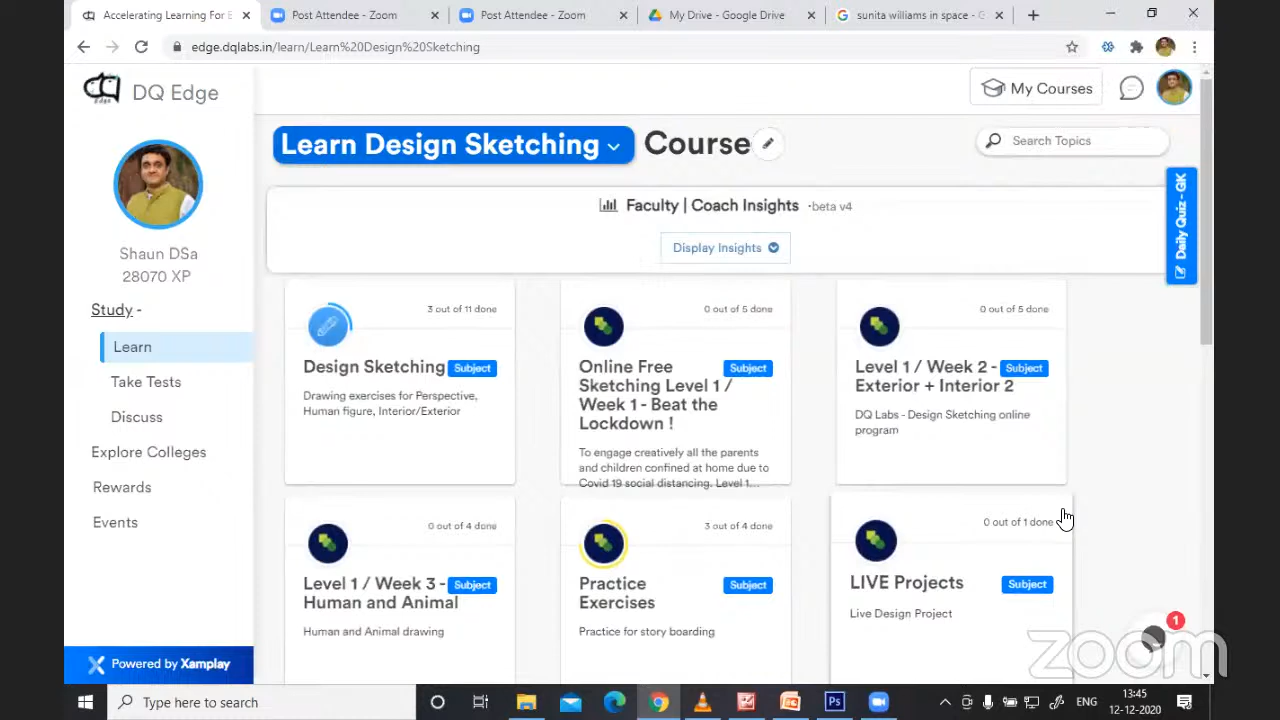 Accelerating Learning For E
Post Attendee - Zoom
Post Attendee - Zoom
My Drive - Google Drive
sunita williams in space - G
edge.dqlabs.in/learn/Learn%20Design%20Sketching
DQ Edge
My Courses
Learn Design Sketching Course
Search Topics
Faculty | Coach Insights •beta v4
Daily Quiz - GK
Display Insights
Shaun DSa
28070 XP
Study -
Learn
Take Tests
Discuss
Explore Colleges
Rewards
Events
3 out of 11 done
Design Sketching Subject
Drawing exercises for Perspective,
Human figure, Interior/Exterior
0 out of 5 done
Online Free Subject
Sketching Level 1 /
Week 1 - Beat the
Lockdown !
To engage creatively all the parents
and children confined at home due to
Covid 19 social distancing. Level 1...
0 out of 5 done
Level 1 / Week 2 - Subject
Exterior + Interior 2
DQ Labs - Design Sketching online
program
0 out of 4 done
Level 1 / Week 3 - Subject
Human and Animal
Human and Animal drawing
3 out of 4 done
Practice Subject
Exercises
Practice for story boarding
0 out of 1 done
LIVE Projects Subject
Live Design Project
1
zoom
Powered by Xamplay
Type here to search
ENG
13:45
12-12-2020